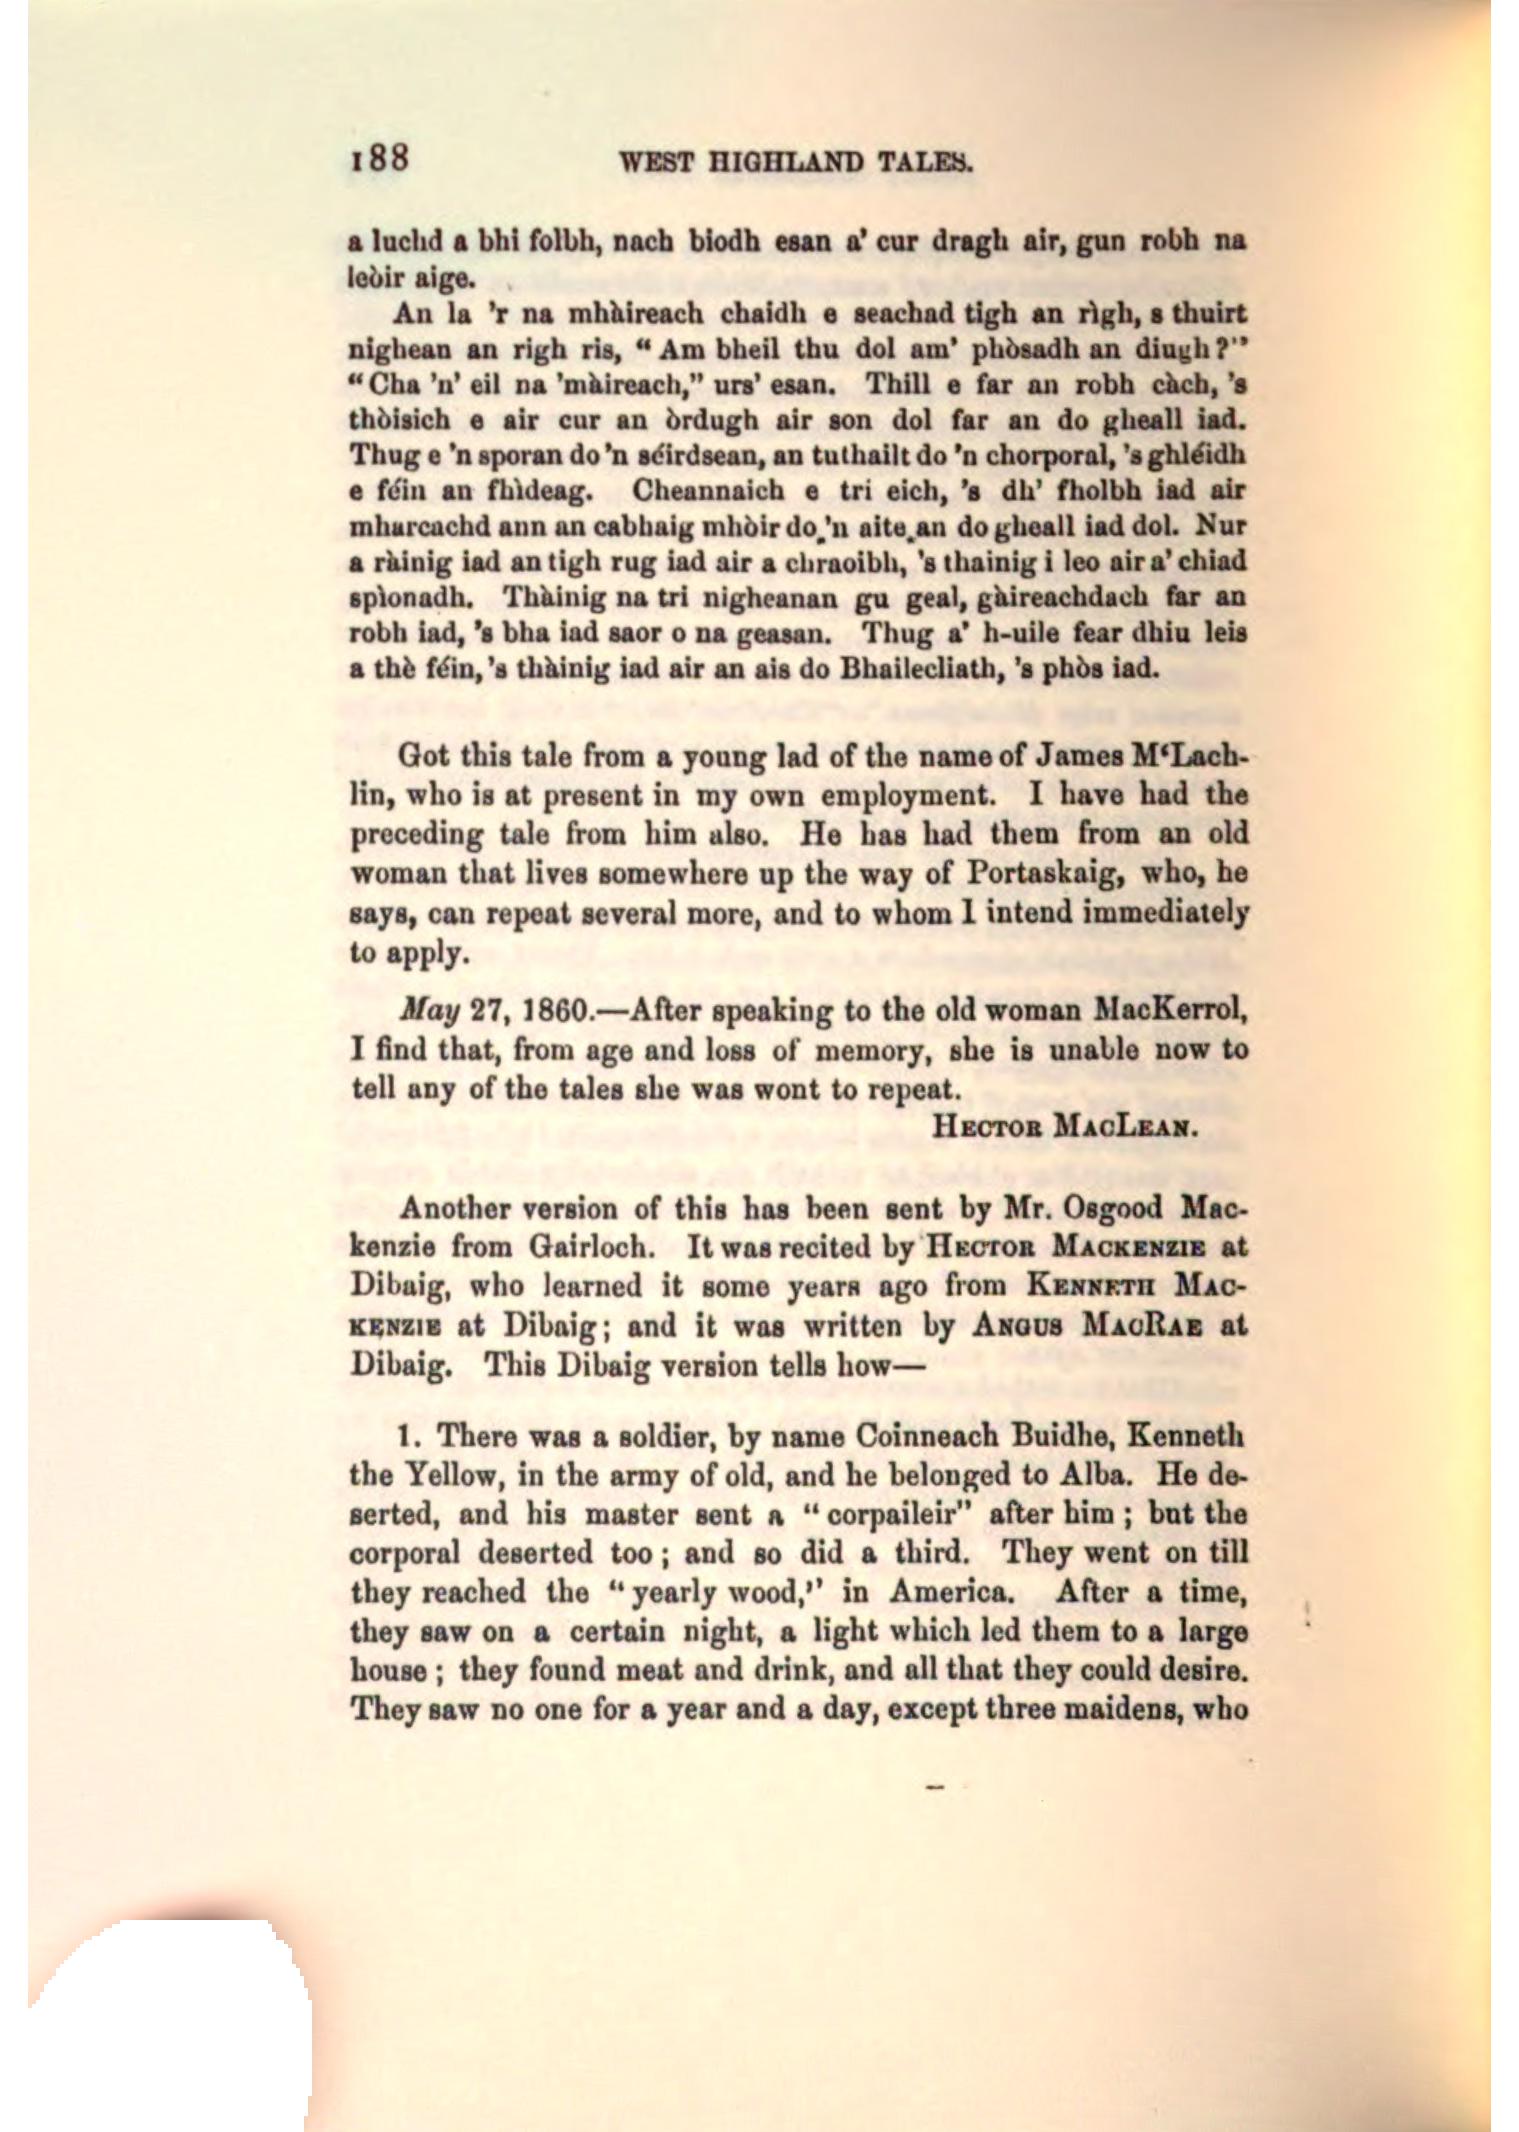 188 WEST HIGHLAND TALES.
a luchd a bhi folbh, nach biodh esan a' cur dragh air, gun robh na
leòir aige.
An la 'r na mhàireach chaidh e seachad tigh an rìgh, s thuirt
nighean an righ ris, “Am bheil thu dol am' phòsadh an diugh?”
“Cha 'n' eil na 'màireach,” urs' esan. Thill e far an robh càch, 's
thòisich e air cur an òrdugh air son dol far an do gheall iad.
Thug e 'n sporan do 'n séirdsean, an tuthailt do 'n chorporal, 's ghléidh
e féin an fhìdeag. Cheannaich e tri eich, 's dh' fholbh iad air
mharcachd ann an cabhaig mhòir do 'n aite an do gheall iad dol. Nur
a ràinig iad an tigh rug iad air a chraoibh, 's thainig i leo air a' chiad
spìonadh. Thàinig na tri nigheanan gu geal, gàireachdach far an
robh iad, 's bha iad saor o na geasan. Thug a' h-uile fear dhiu leis
a thè féin, 's thàinig iad air an ais do Bhailecliath, 's phòs iad.
Got this tale from a young lad of the name of James M‘Lach-
lin, who is at present in my own employment. I have had the
preceding tale from him also. He has had them from an old
woman that lives somewhere up the way of Portaskaig, who, he
says, can repeat several more, and to whom I intend immediately
to apply.
May 27, 1860.—After speaking to the old woman MacKerrol,
I find that, from age and loss of memory, she is unable now to
tell any of the tales she was wont to repeat.
HECTOR MACLEAN.
Another version of this has been sent by Mr. Osgood Mac-
kenzie from Gairloch. It was recited by HECTOR MACKENZIE at
Dibaig, who learned it some years ago from KENNETH MAC-
KENZIE at Dibaig; and it was written by ANGUS MACRAE at
Dibaig. This Dibaig version tells how—
1. There was a soldier, by name Coinneach Buidhe, Kenneth
the Yellow, in the army of old, and he belonged to Alba. He de-
serted, and his master sent a “corpaileir” after him; but the
corporal deserted too; and so did a third. They went on till
they reached the “yearly wood,” in America. After a time,
they saw on a certain night, a light which led them to a large
house; they found meat and drink, and all that they could desire.
They saw no one for a year and a day, except three maidens, who